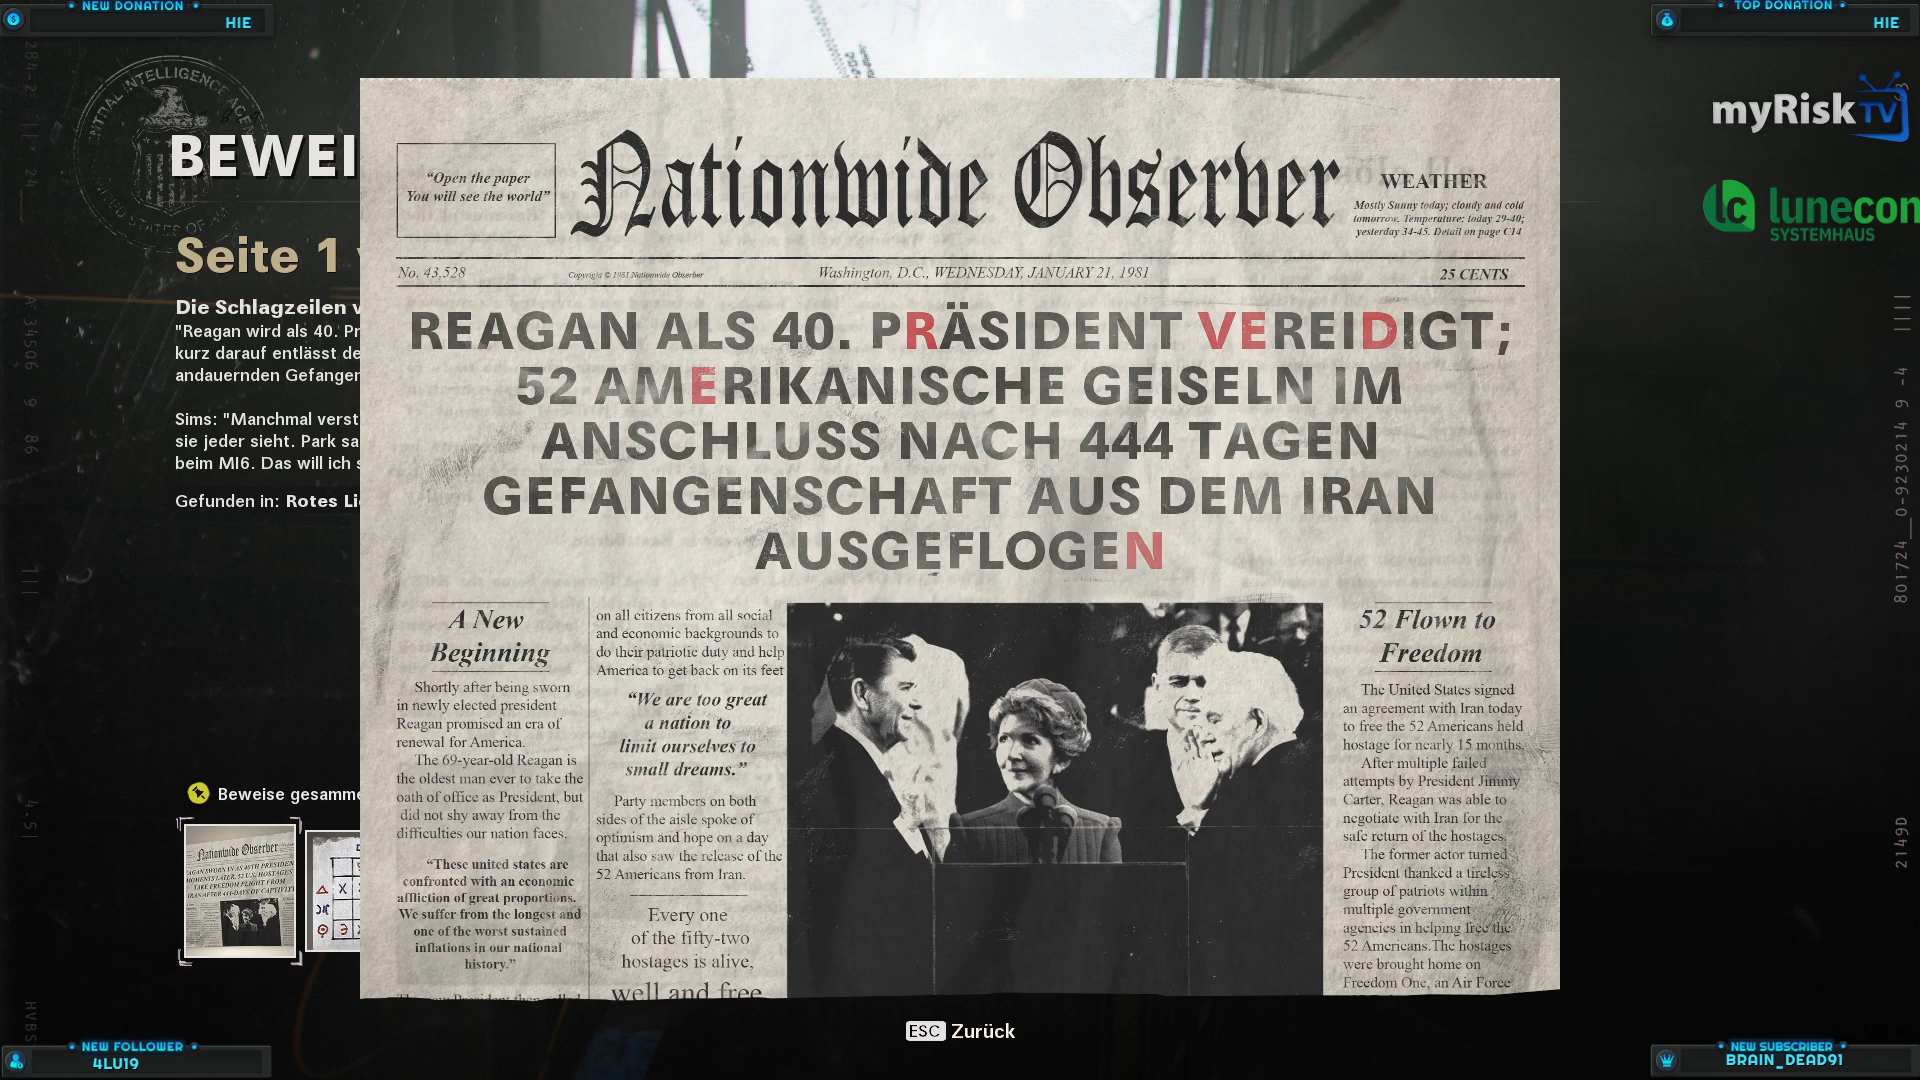 NEW DONATION
HIE
TOP DONATION
HIE
myRisk TV
lc lunecon
SYSTEMHAUS
BEWEI
Seite 1
Die Schlagzeilen v
"Reagan wird als 40. Pr
kurz darauf entlässt de
andauernden Gefangen
Sims: "Manchmal verst
sie jeder sieht. Park sa
beim MI6. Das will ich s
Gefunden in: Rotes Lic
Beweise gesamme
“Open the paper
You will see the world”
Nationwide Observer
WEATHER
Mostly Sunny today; cloudy and cold
tomorrow. Temperature: today 29-40;
yesterday 34-45. Detail on page C14
No. 43,528
Copyright © 1981 Nationwide Obserber
Washington, D.C., WEDNESDAY, JANUARY 21, 1981
25 CENTS
REAGAN ALS 40. PRÄSIDENT VEREIDIGT;
52 AMERIKANISCHE GEISELN IM
ANSCHLUSS NACH 444 TAGEN
GEFANGENSCHAFT AUS DEM IRAN
AUSGEFLOGEN
A New
Beginning
Shortly after being sworn
in newly elected president
Reagan promised an era of
renewal for America.
The 69-year-old Reagan is
the oldest man ever to take the
oath of office as President, but
did not shy away from the
difficulties our nation faces.
“These united states are
confronted with an economic
affliction of great proportions.
We suffer from the longest and
one of the worst sustained
inflations in our national
history.”
on all citizens from all social
and economic backgrounds to
do their patriotic duty and help
America to get back on its feet
“We are too great
a nation to
limit ourselves to
small dreams.”
Party members on both
sides of the aisle spoke of
optimism and hope on a day
that also saw the release of the
52 Americans from Iran.
Every one
of the fifty-two
hostages is alive,
well and free
52 Flown to
Freedom
The United States signed
an agreement with Iran today
to free the 52 Americans held
hostage for nearly 15 months.
After multiple failed
attempts by President Jimmy
Carter, Reagan was able to
negotiate with Iran for the
safe return of the hostages.
The former actor turned
President thanked a tireless
group of patriots within
multiple government
agencies in helping free the
52 Americans.The hostages
were brought home on
Freedom One, an Air Force
ESC Zurück
NEW FOLLOWER
4LU19
NEW SUBSCRIBER
BRAIN_DEAD91